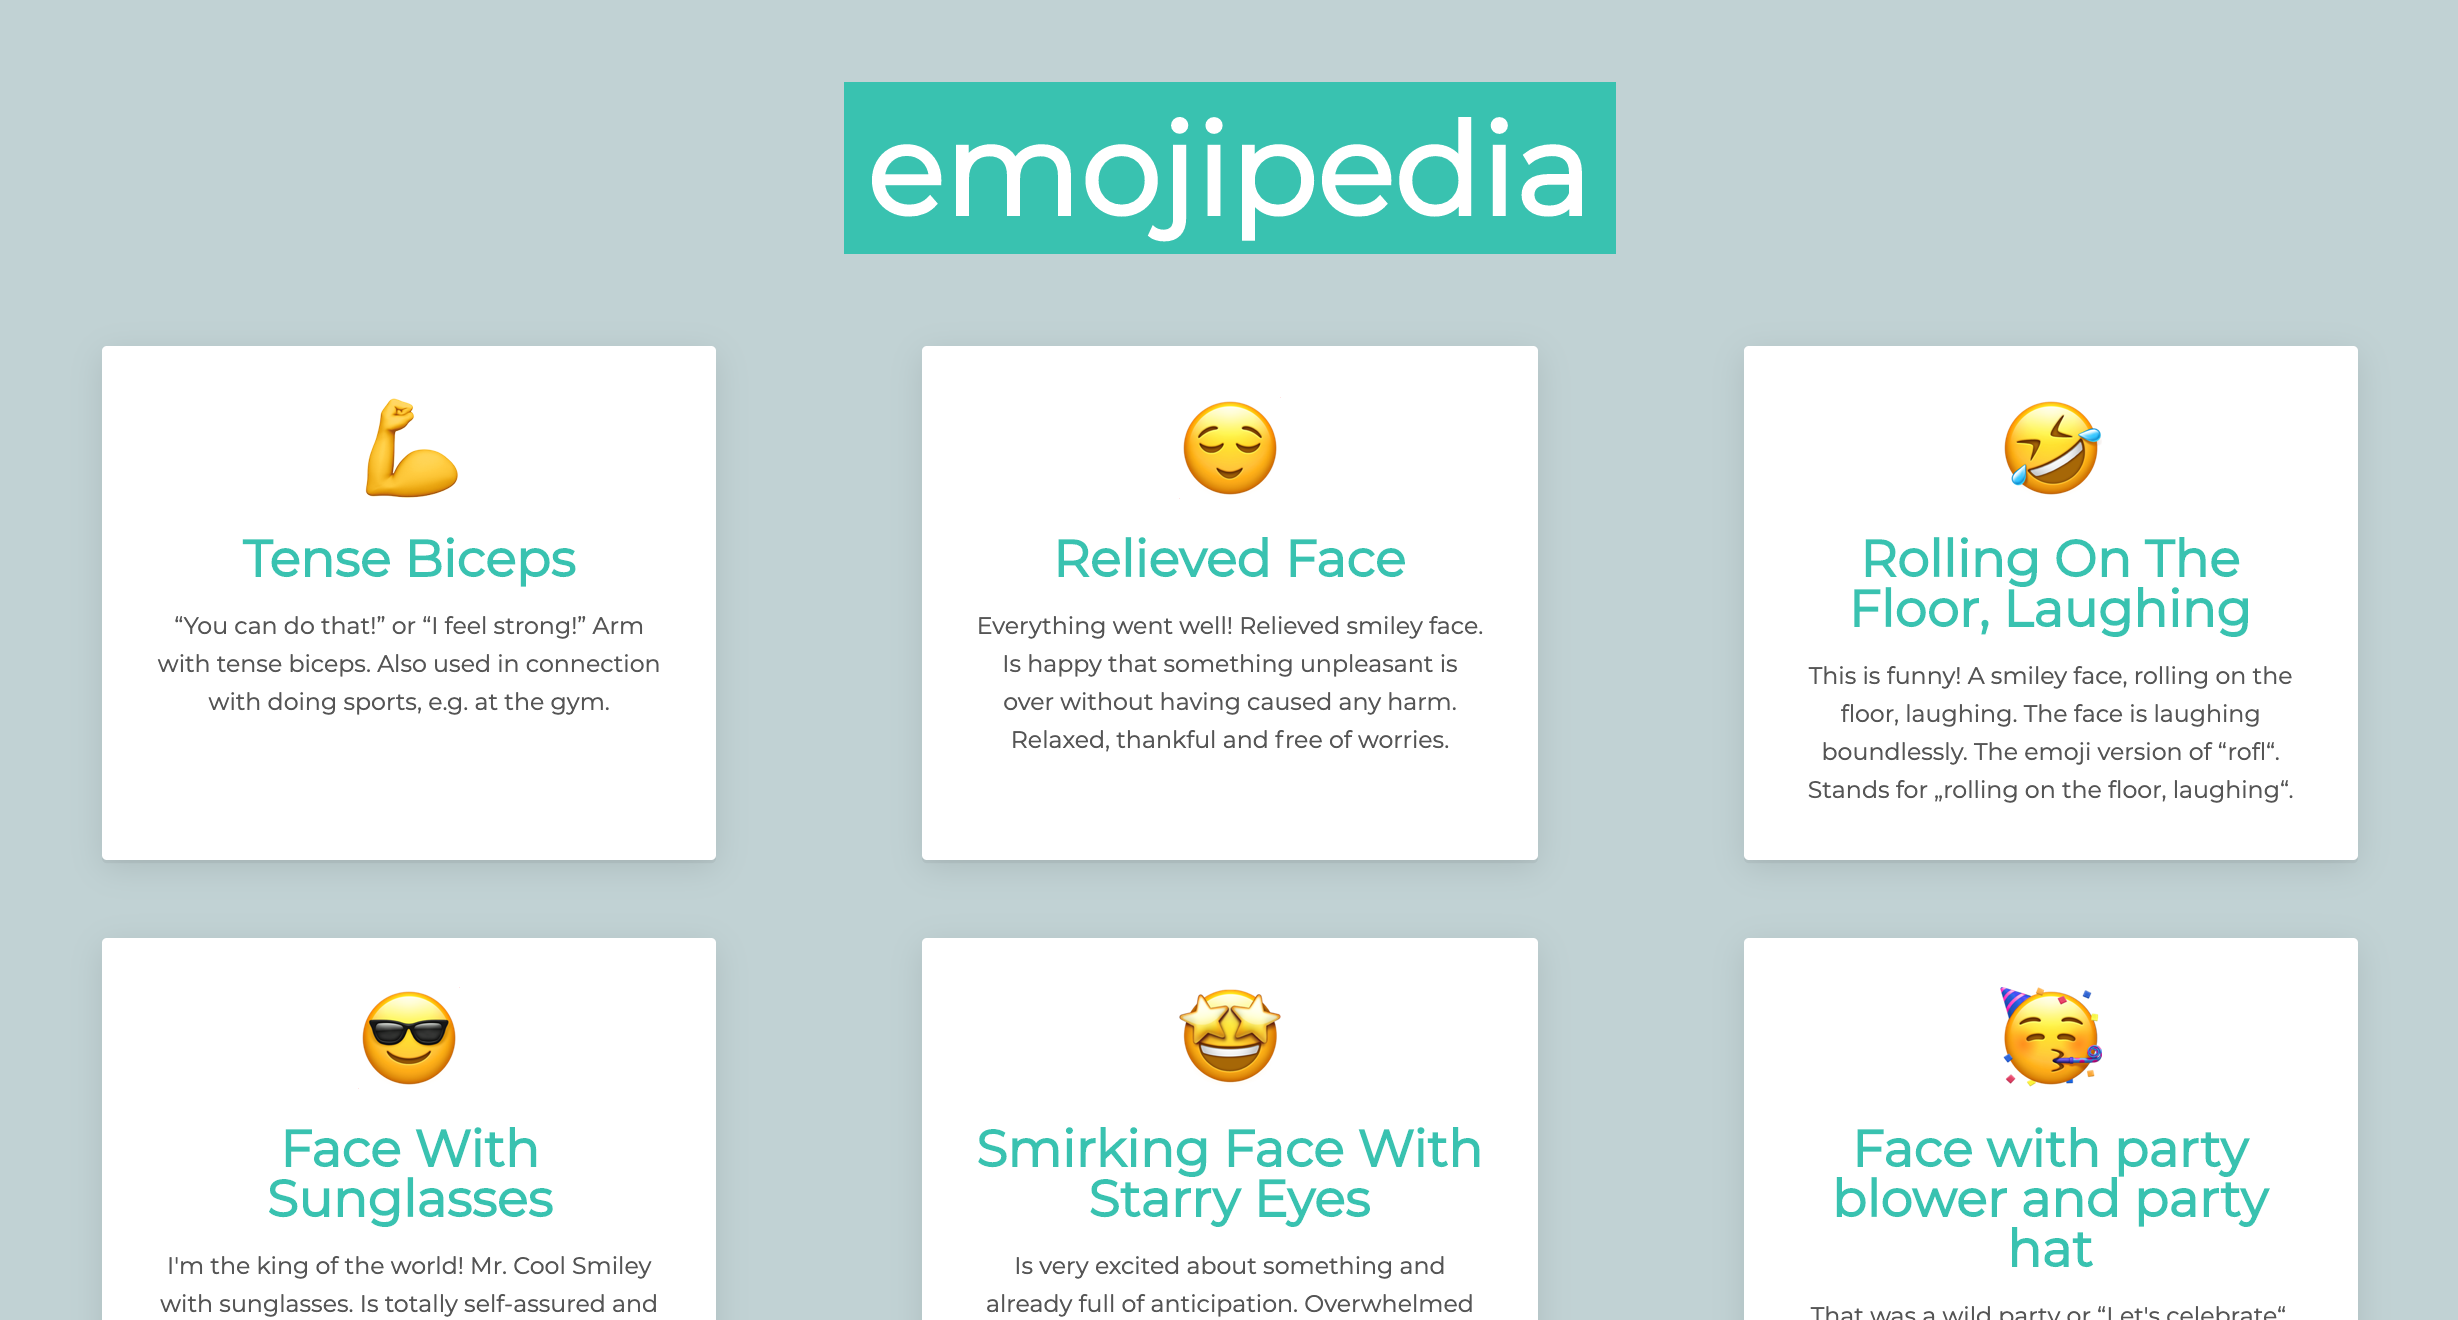 emojipedia
Tense Biceps
“You can do that!” or “I feel strong!” Arm
with tense biceps. Also used in connection
with doing sports, e.g. at the gym.
Relieved Face
Everything went well! Relieved smiley face.
Is happy that something unpleasant is
over without having caused any harm.
Relaxed, thankful and free of worries.
Rolling On The
Floor, Laughing
This is funny! A smiley face, rolling on the
floor, laughing. The face is laughing
boundlessly. The emoji version of “rofl“.
Stands for „rolling on the floor, laughing“.
Face With
Sunglasses
I'm the king of the world! Mr. Cool Smiley
with sunglasses. Is totally self-assured and
Smirking Face With
Starry Eyes
Is very excited about something and
already full of anticipation. Overwhelmed
Face with party
blower and party
hat
That was a wild party or “Let's celebrate“